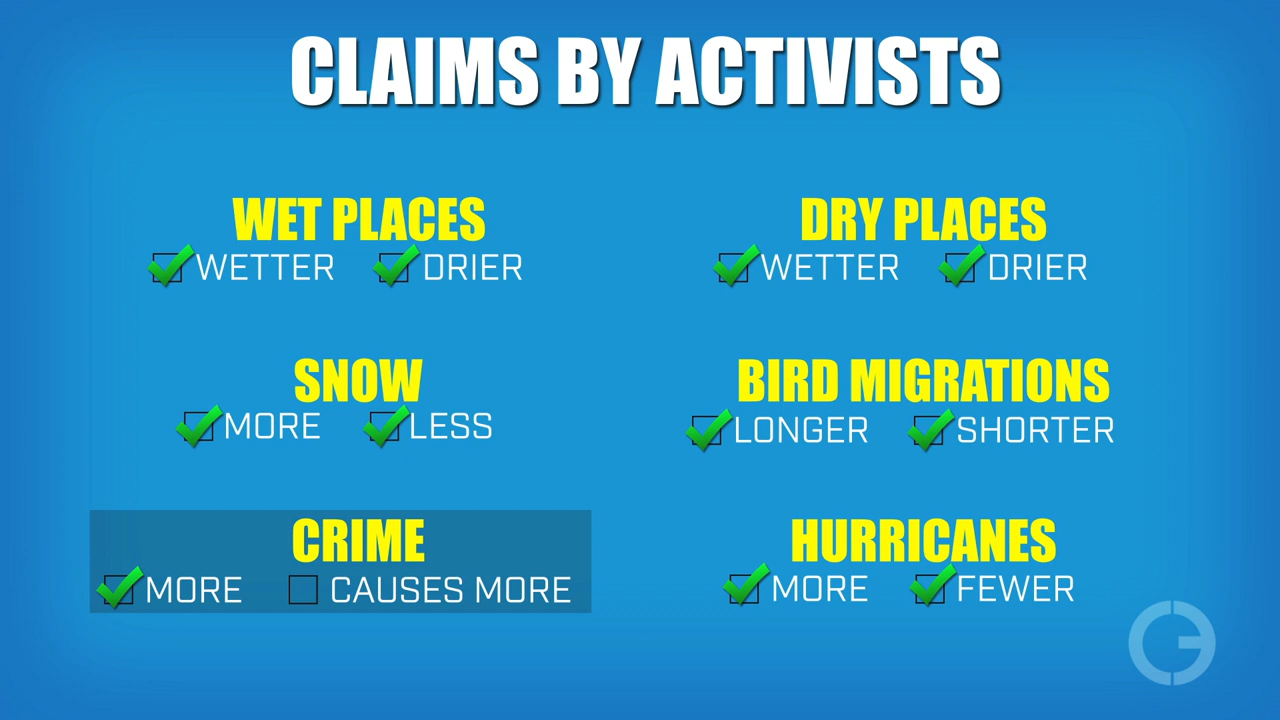 CLAIMS BY ACTIVISTS
WET PLACES
WETTER DRIER
DRY PLACES
WETTER DRIER
SNOW
MORE LESS
BIRD MIGRATIONS
LONGER SHORTER
CRIME
MORE CAUSES MORE
HURRICANES
MORE FEWER